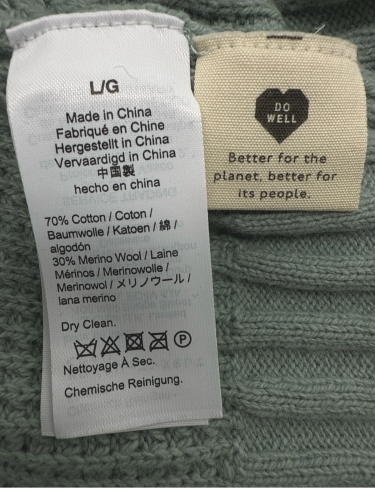 L/G
Made in China
Fabriqué en Chine
Hergestellt in China
Vervaardigd in China
中国製
hecho en china
70% Cotton / Coton /
Baumwolle / Katoen / 綿 /
algodón
30% Merino Wool / Laine
Mérinos / Merinowolle /
Merinowol / メリノウール /
lana merino
Dry Clean.
P
Nettoyage À Sec.
Chemische Reinigung.
DO
WELL
Better for the
planet, better for
its people.